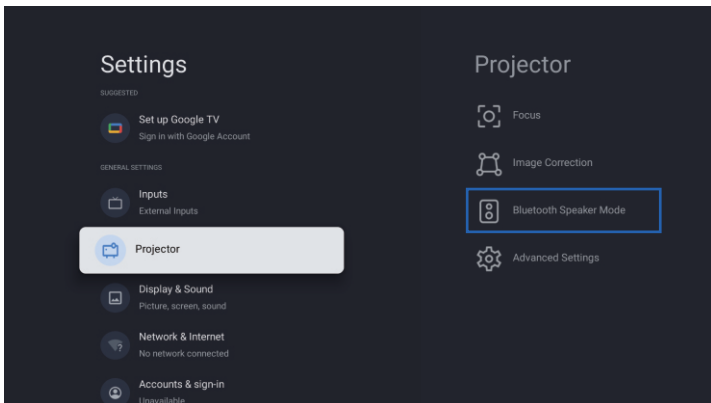 Settings
SUGGESTED
Set up Google TV
Sign in with Google Account
GENERAL SETTINGS
Inputs
External Inputs
Projector
Display & Sound
Picture, screen, sound
Network & Internet
No network connected
Accounts & sign-in
Unavailable
Projector
Focus
Image Correction
Bluetooth Speaker Mode
Advanced Settings